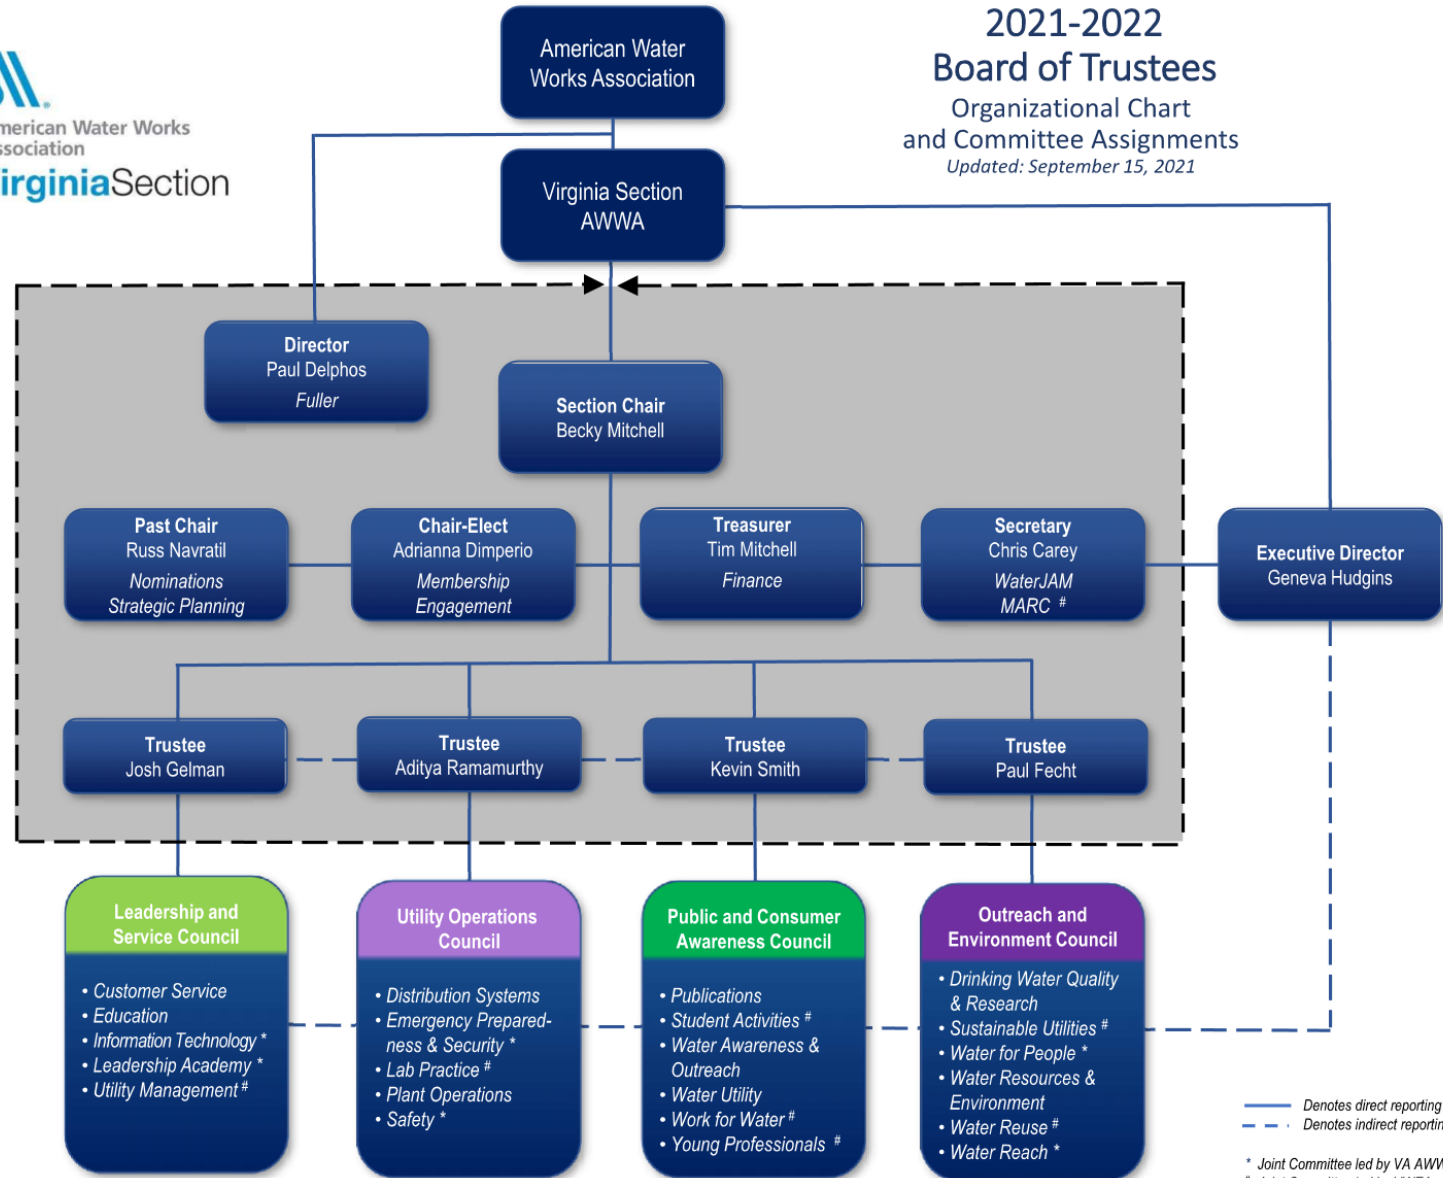 2021-2022
Board of Trustees
Organizational Chart
and Committee Assignments
Updated: September 15, 2021
American Water
Works Association
Water Works
Section
Virginia Section
AWWA
Director
Paul Delphos
Fuller
Section Chair
Becky Mitchell
Past Chair
Russ Navratil
Nominations
Strategic Planning
Chair-Elect
Adrianna Dimperio
Membership
Engagement
Treasurer
Tim Mitchell
Finance
Secretary
Chris Carey
WaterJAM
MARC #
Executive Director
Geneva Hudgins
Trustee
Josh Gelman
Trustee
Aditya Ramamurthy
Trustee
Kevin Smith
Trustee
Paul Fecht
Leadership and
Service Council
• Customer Service
• Education
• Information Technology *
• Leadership Academy *
• Utility Management #
Utility Operations
Council
• Distribution Systems
• Emergency Prepared-
ness & Security *
• Lab Practice #
• Plant Operations
• Safety *
Public and Consumer
Awareness Council
• Publications
• Student Activities #
• Water Awareness &
Outreach
• Water Utility
• Work for Water #
• Young Professionals #
Outreach and
Environment Council
• Drinking Water Quality
& Research
• Sustainable Utilities #
• Water for People *
• Water Resources &
Environment
• Water Reuse #
• Water Reach *
Denotes direct reporting
Denotes indirect
* Joint Committee led by VA